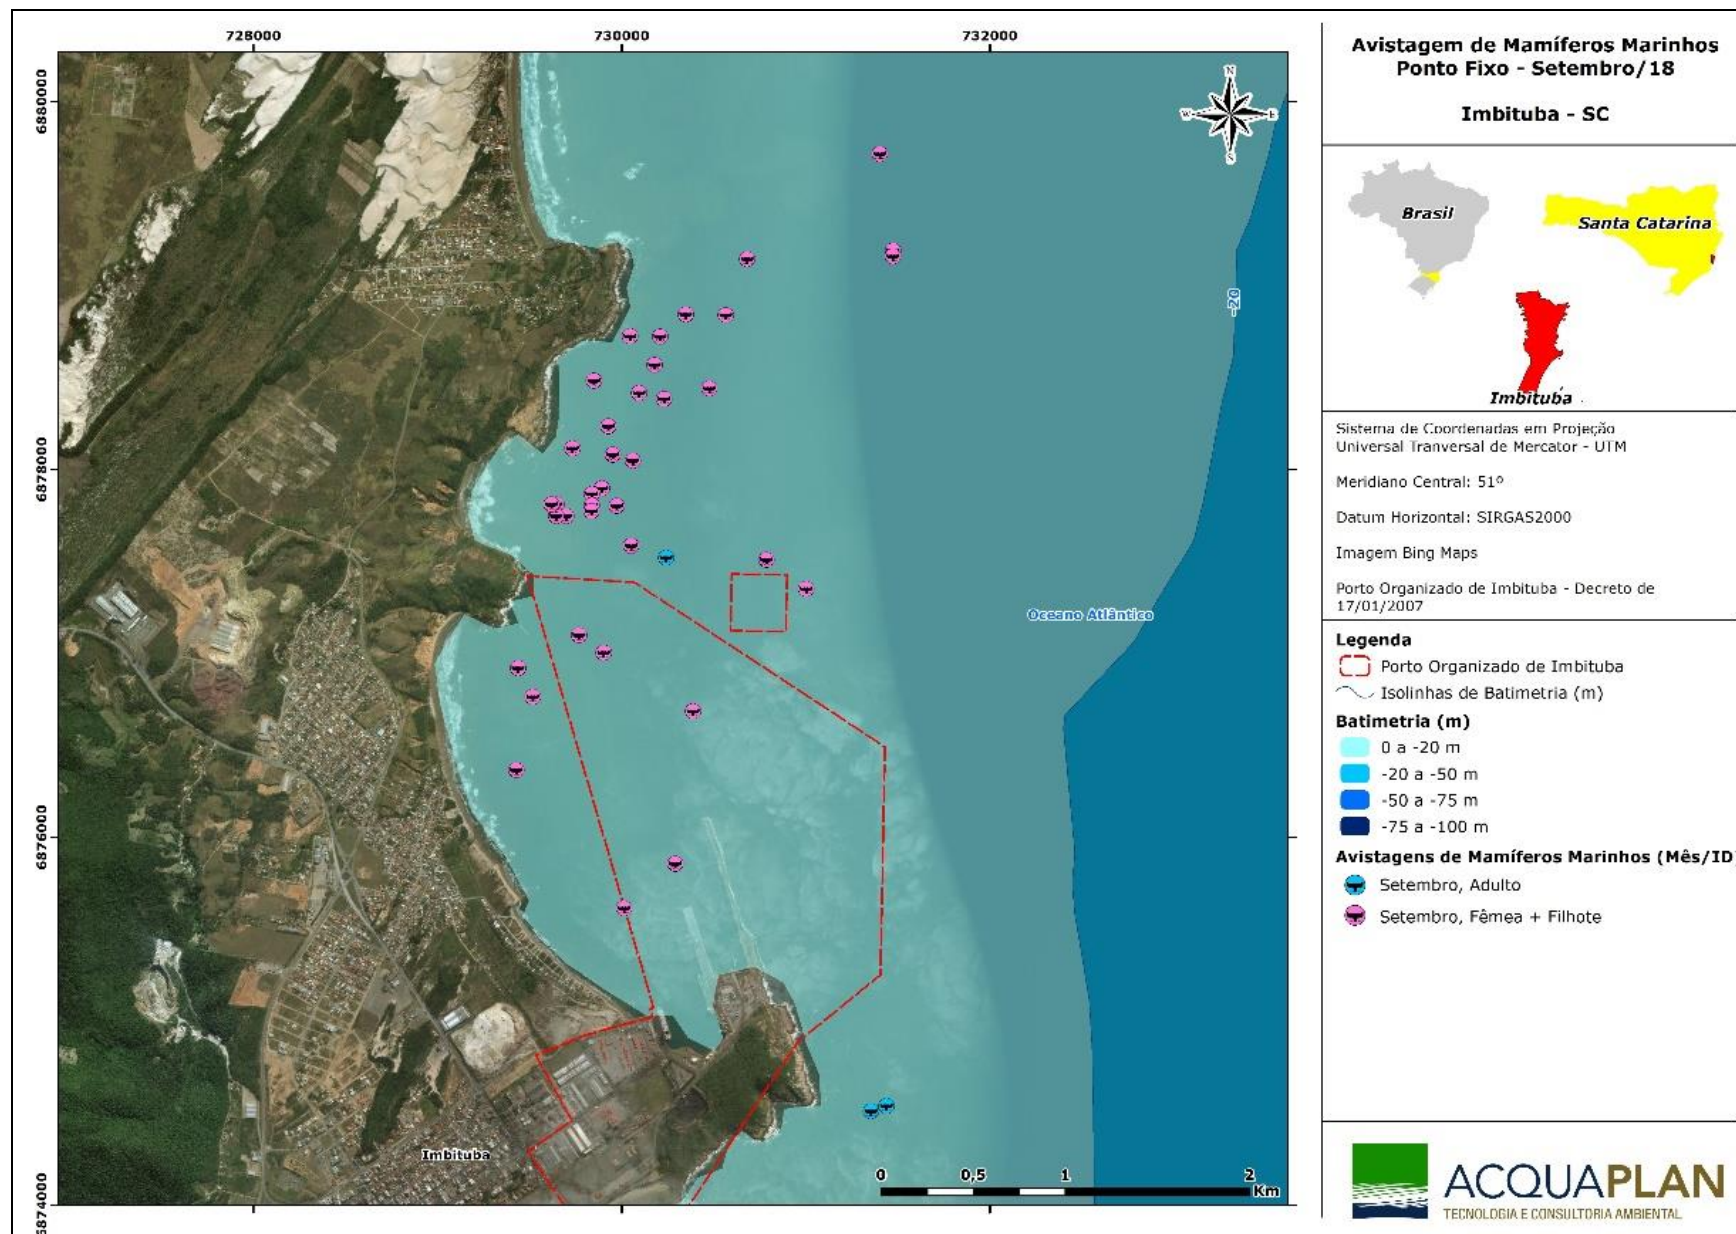 Avistagem de Mamíferos Marinhos
Ponto Fixo - Setembro/18
Imbituba - SC
Brasil
Santa Catarina
Imbituba
Sistema de Coordenadas em Projeção
Universal Tranversal de Mercator - UTM
Meridiano Central: 51º
Datum Horizontal: SIRGAS2000
Imagem Bing Maps
Porto Organizado de Imbituba - Decreto de
17/01/2007
Legenda
Porto Organizado de Imbituba
Isolinhas de Batimetria (m)
Batimetria (m)
0 a -20 m
-20 a -50 m
-50 a -75 m
-75 a -100 m
Avistagens de Mamíferos Marinhos (Mês/ID)
Setembro, Adulto
Setembro, Fêmea + Filhote
ACQUAPLAN
TECNOLOGIA E CONSULTORIA AMBIENTAL
728000
730000
732000
6880000
6878000
6876000
6874000
N
W
E
S
-20
Oceano Atlântico
Imbituba
0
0,5
1
2
Km